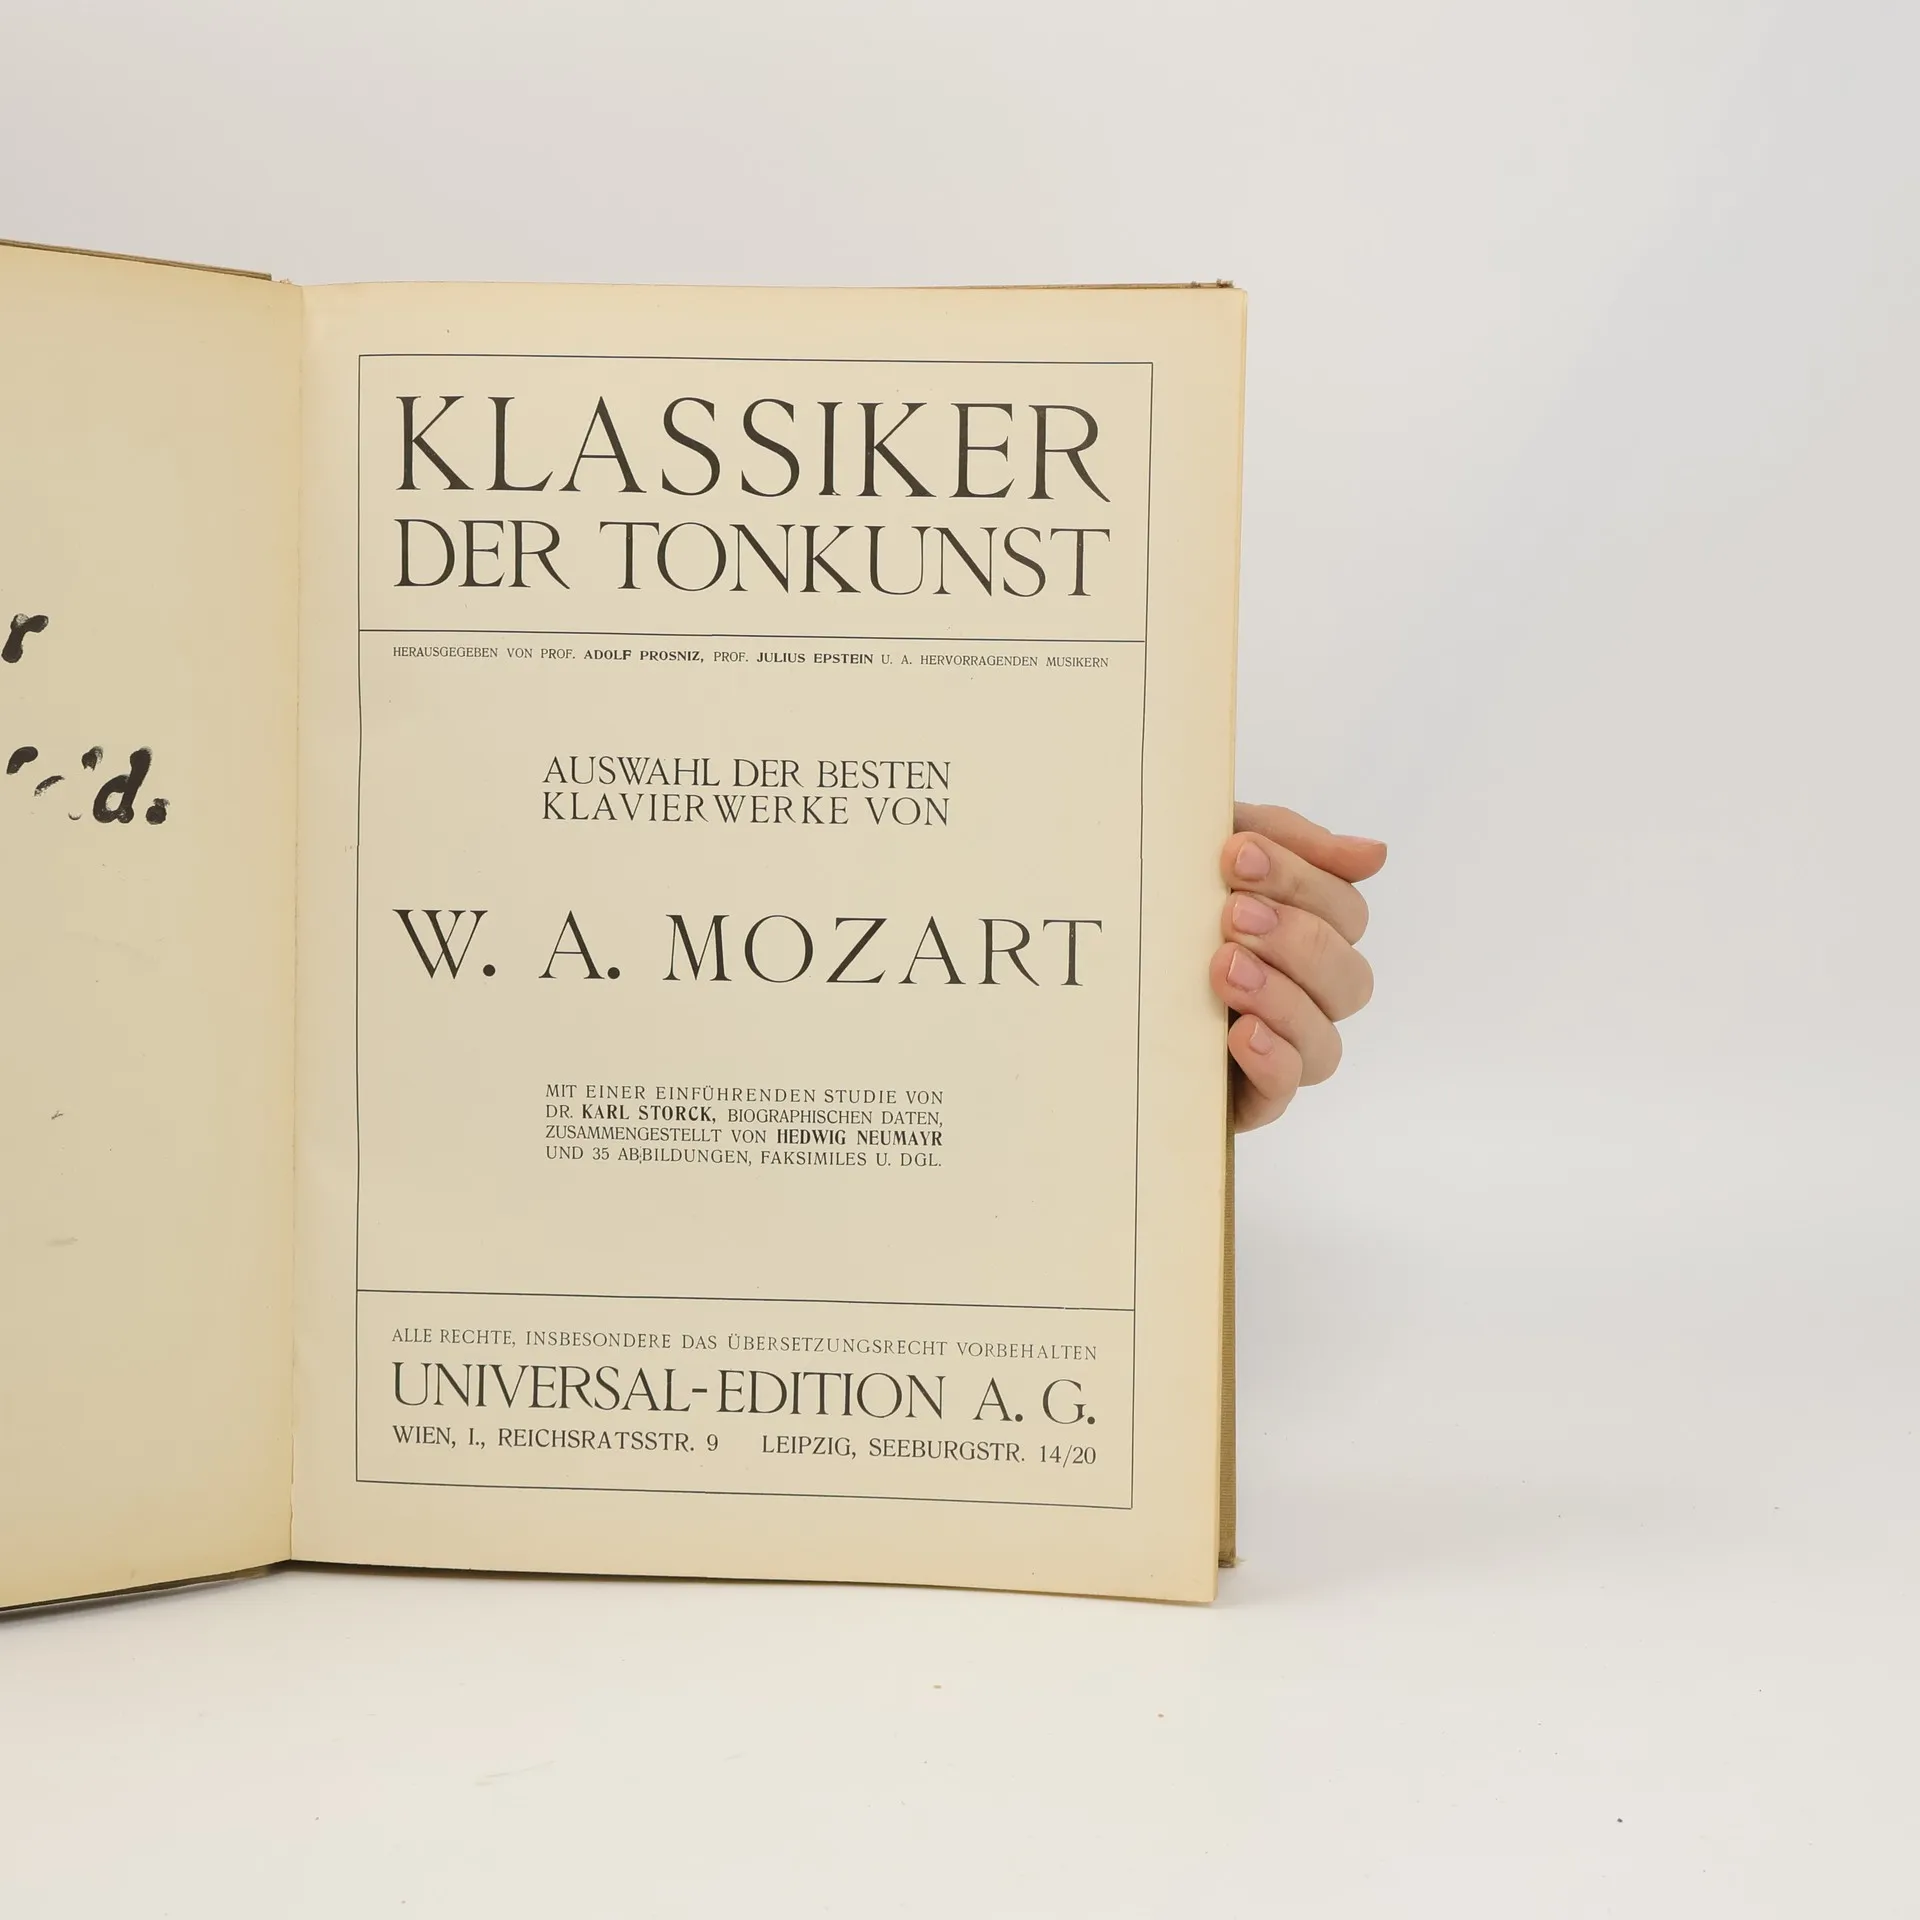 KLASSIKER
DER TONKUNST
HERAUSGEGEBEN VON PROF. ADOLF PROSNIZ, PROF. JULIUS EPSTEIN U. A. HERVORRAGENDEN MUSIKERN
AUSWAHL DER BESTEN
KLAVIERWERKE VON
W. A. MOZART
MIT EINER EINFÜHRENDEN STUDIE VON
DR. KARL STORCK, BIOGRAPHISCHEN DATEN,
ZUSAMMENGESTELLT VON HEDWIG NEUMAYR
UND 35 ABBILDUNGEN, FAKSIMILES U. DGL.
ALLE RECHTE, INSBESONDERE DAS ÜBERSETZUNGSRECHT VORBEHALTEN
UNIVERSAL-EDITION A. G.
WIEN, I., REICHSRATSSTR. 9 LEIPZIG, SEEBURGSTR. 14/20